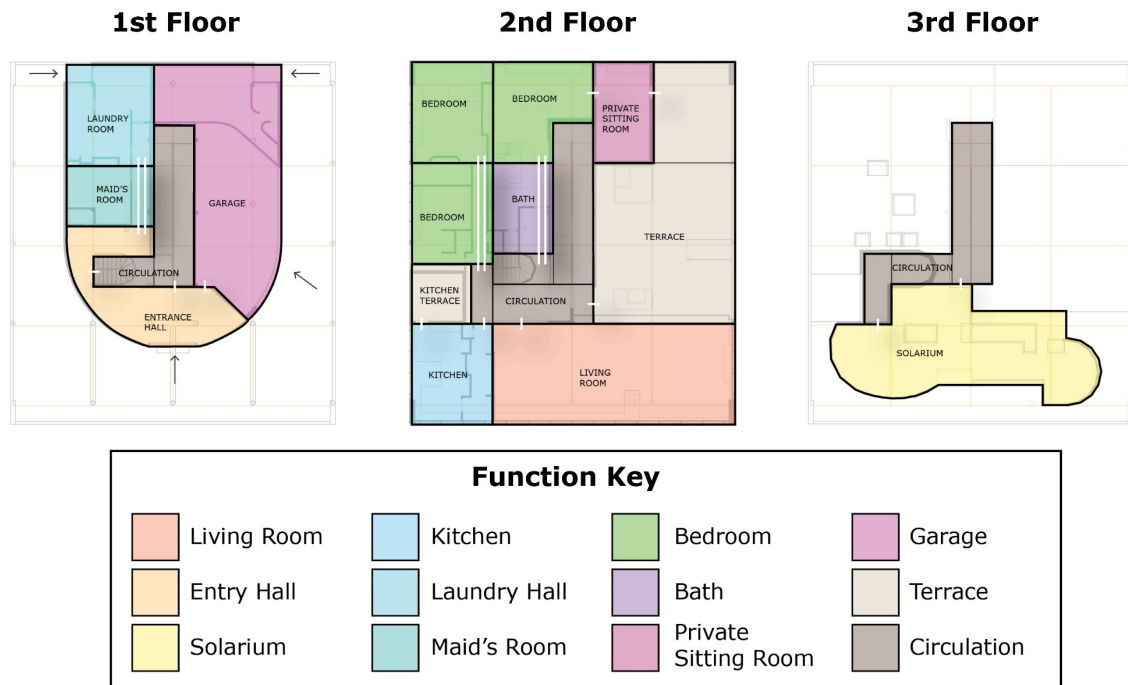 1st Floor
2nd Floor
3rd Floor
LAUNDRY
ROOM
MAID'S
ROOM
GARAGE
CIRCULATION
ENTRANCE
HALL
BEDROOM
BEDROOM
PRIVATE
SITTING
ROOM
BATH
BEDROOM
TERRACE
KITCHEN
TERRACE
CIRCULATION
KITCHEN
LIVING
ROOM
CIRCULATION
SOLARIUM
Function Key
Living Room
Kitchen
Bedroom
Garage
Entry Hall
Laundry Hall
Bath
Terrace
Solarium
Maid's Room
Private
Sitting Room
Circulation